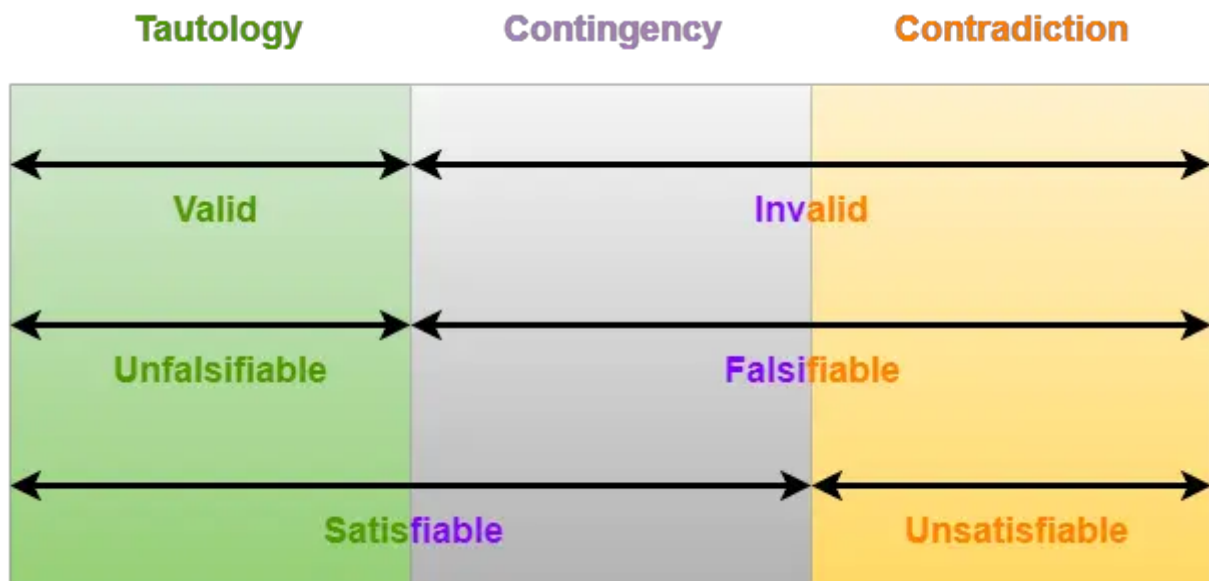 Tautology Contingency Contradiction
Valid Invalid
Unfalsifiable Falsifiable
Satisfiable Unsatisfiable